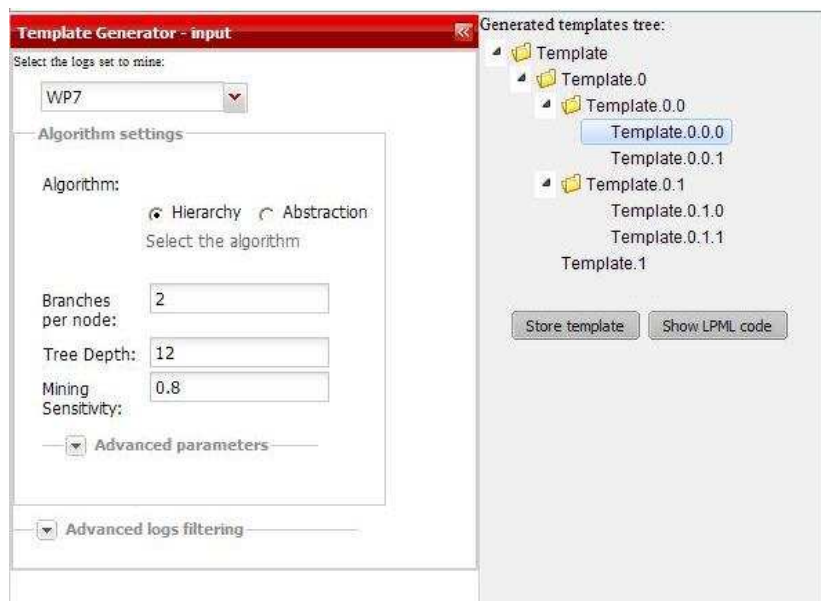 Template Generator - input
Select the logs set to mine:
WP7
Algorithm settings
Algorithm:
Hierarchy Abstraction
Select the algorithm
Branches
per node:
2
Tree Depth: 12
Mining
Sensitivity:
0.8
Advanced parameters
Advanced logs filtering
Generated templates tree:
Template
Template.0
Template.0.0
Template.0.0.0
Template.0.0.1
Template.0.1
Template.0.1.0
Template.0.1.1
Template.1
Store template Show LPML code